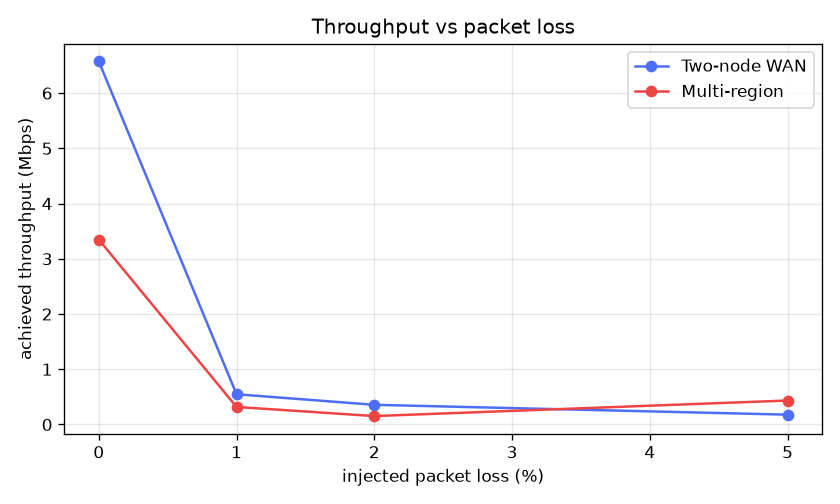 Throughput vs packet loss
Two-node WAN
Multi-region
achieved throughput (Mbps)
6
5
4
3
2
1
0
0 1 2 3 4 5
injected packet loss (%)